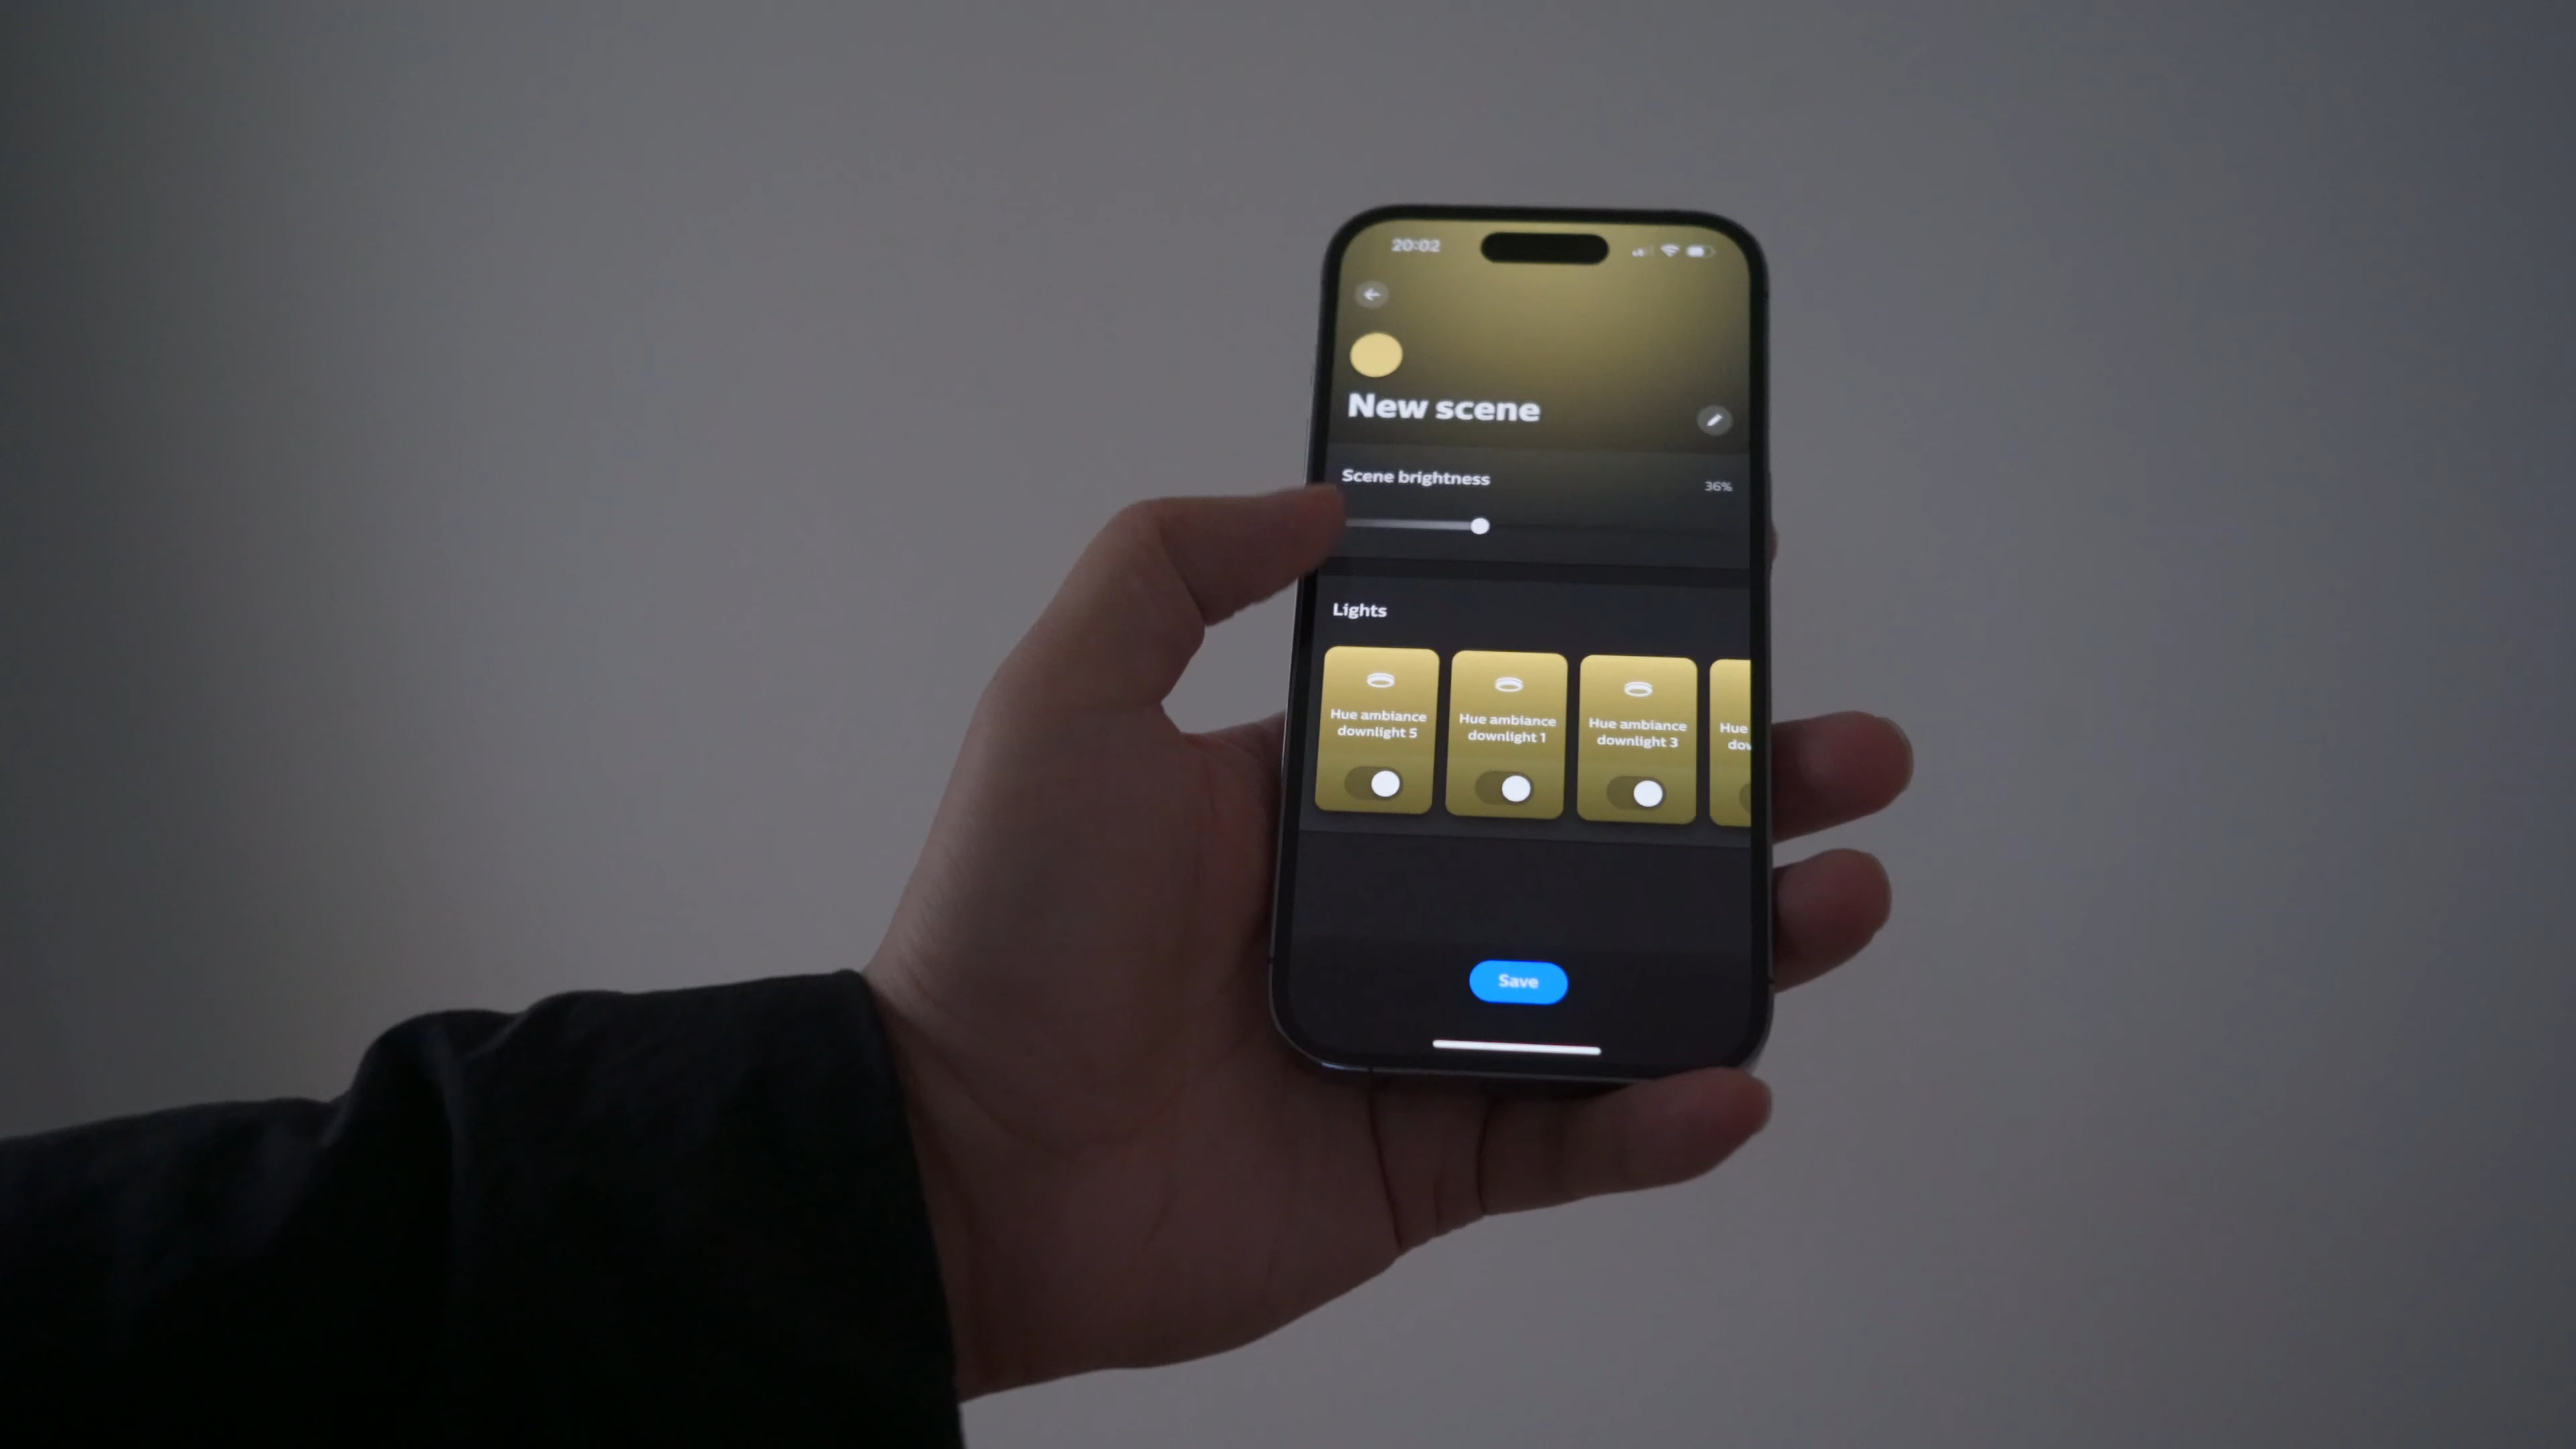 20:02
New scene
Scene brightness
36%
Lights
Hue ambiance
downlight 5
Hue ambiance
downlight 1
Hue ambiance
downlight 3
Hue
Save